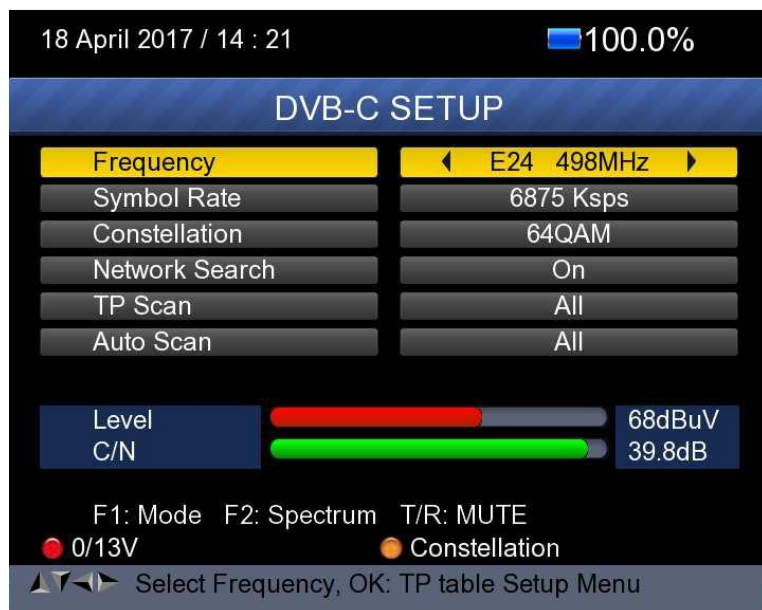 18 April 2017 / 14 : 21 100.0%
DVB-C SETUP
Frequency E24 498MHz
Symbol Rate 6875 Ksps
Constellation 64QAM
Network Search On
TP Scan All
Auto Scan All
Level 68dBuV
C/N 39.8dB
F1: Mode F2: Spectrum T/R: MUTE
0/13V Constellation
Select Frequency, OK: TP table Setup Menu